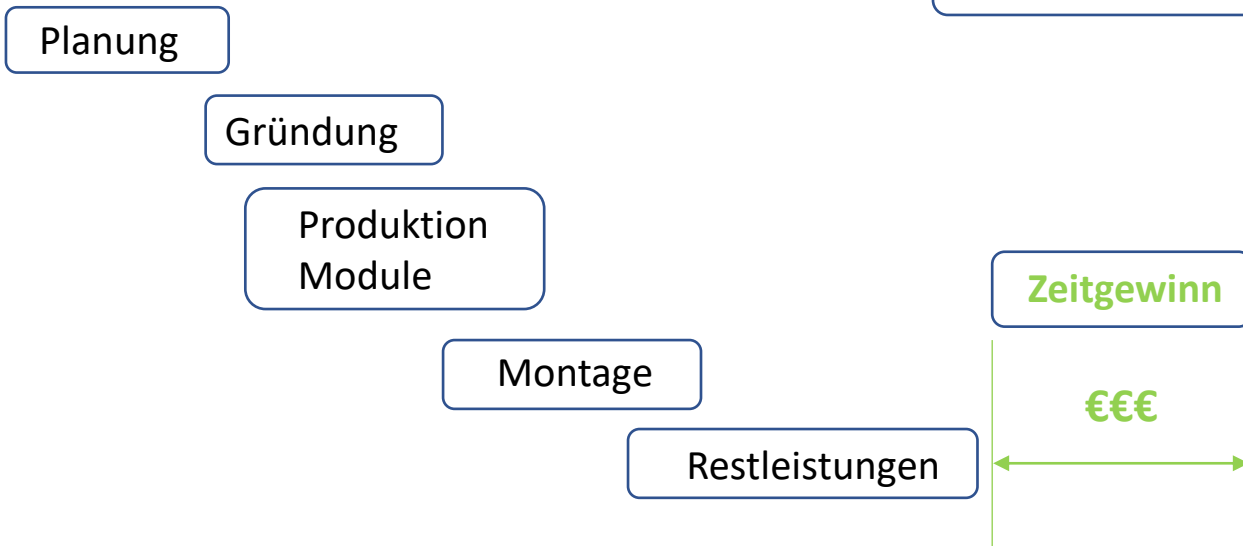 Planung
Gründung
Produktion
Module
Zeitgewinn
Montage
€€€
Restleistungen